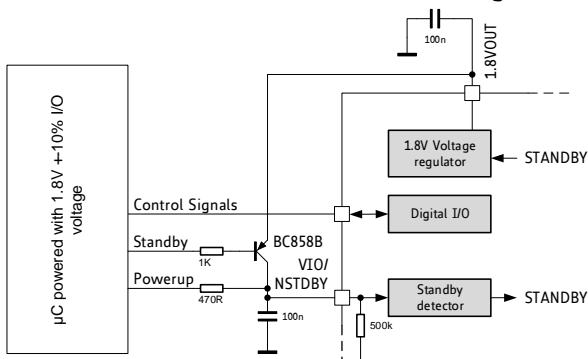 100n
1.8VOUT
µC powered with 1.8V +-10% I/O
voltage
1.8V Voltage
regulator
STANDBY
Control Signals
Digital I/O
Standby
1K
BC858B
VIO/
NSTDBY
Powerup
470R
Standby
detector
STANDBY
100n
500k